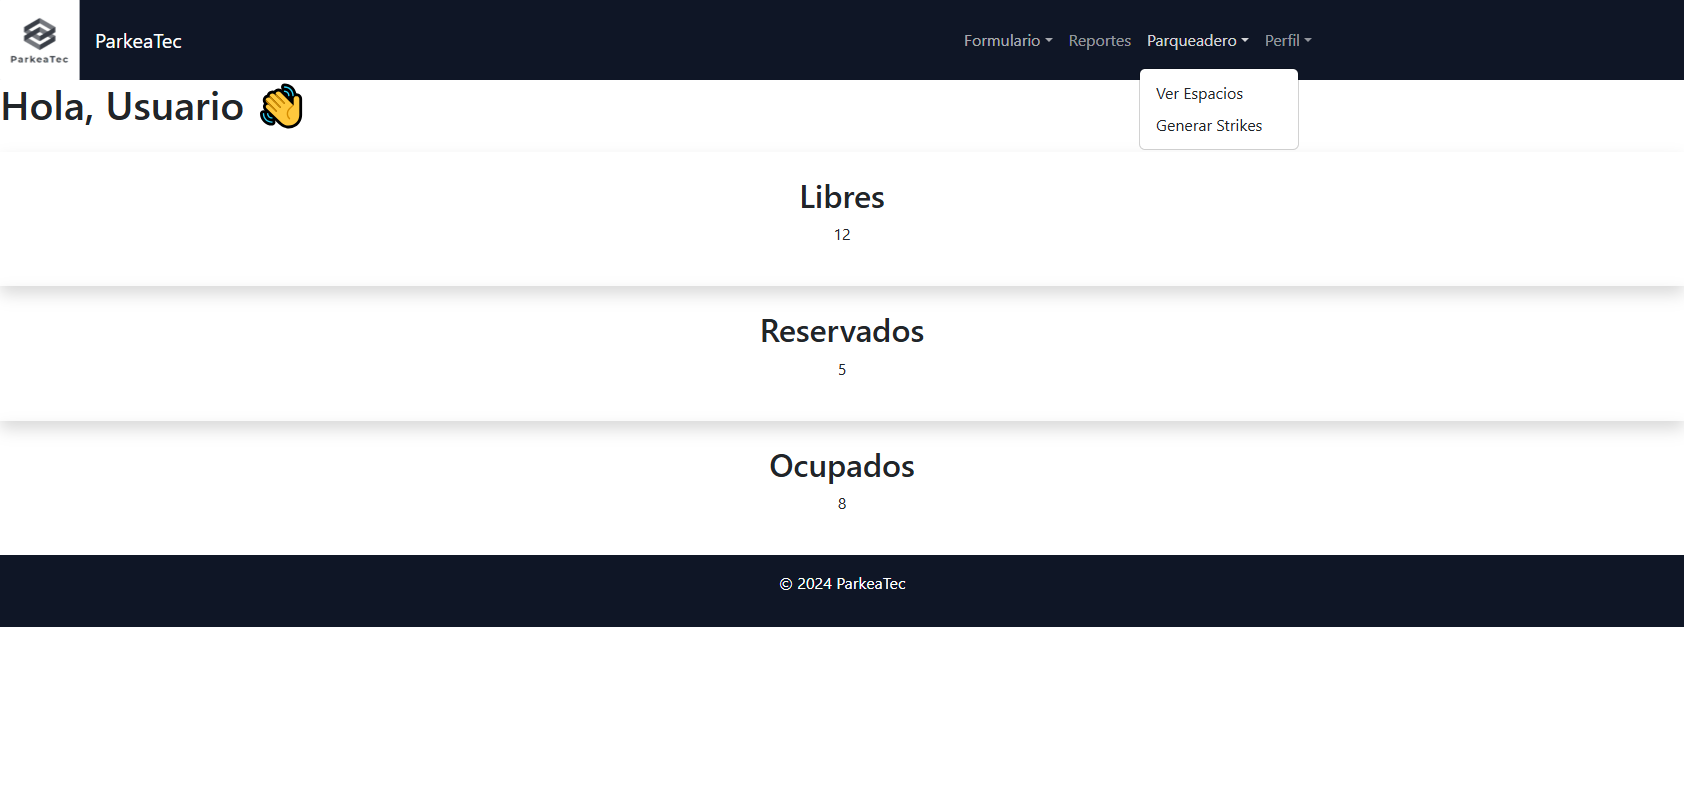 ParkeaTec
ParkeaTec
Formulario
Reportes
Parqueadero
Perfil
Ver Espacios
Generar Strikes
Hola, Usuario 👋
Libres
12
Reservados
5
Ocupados
8
© 2024 ParkeaTec